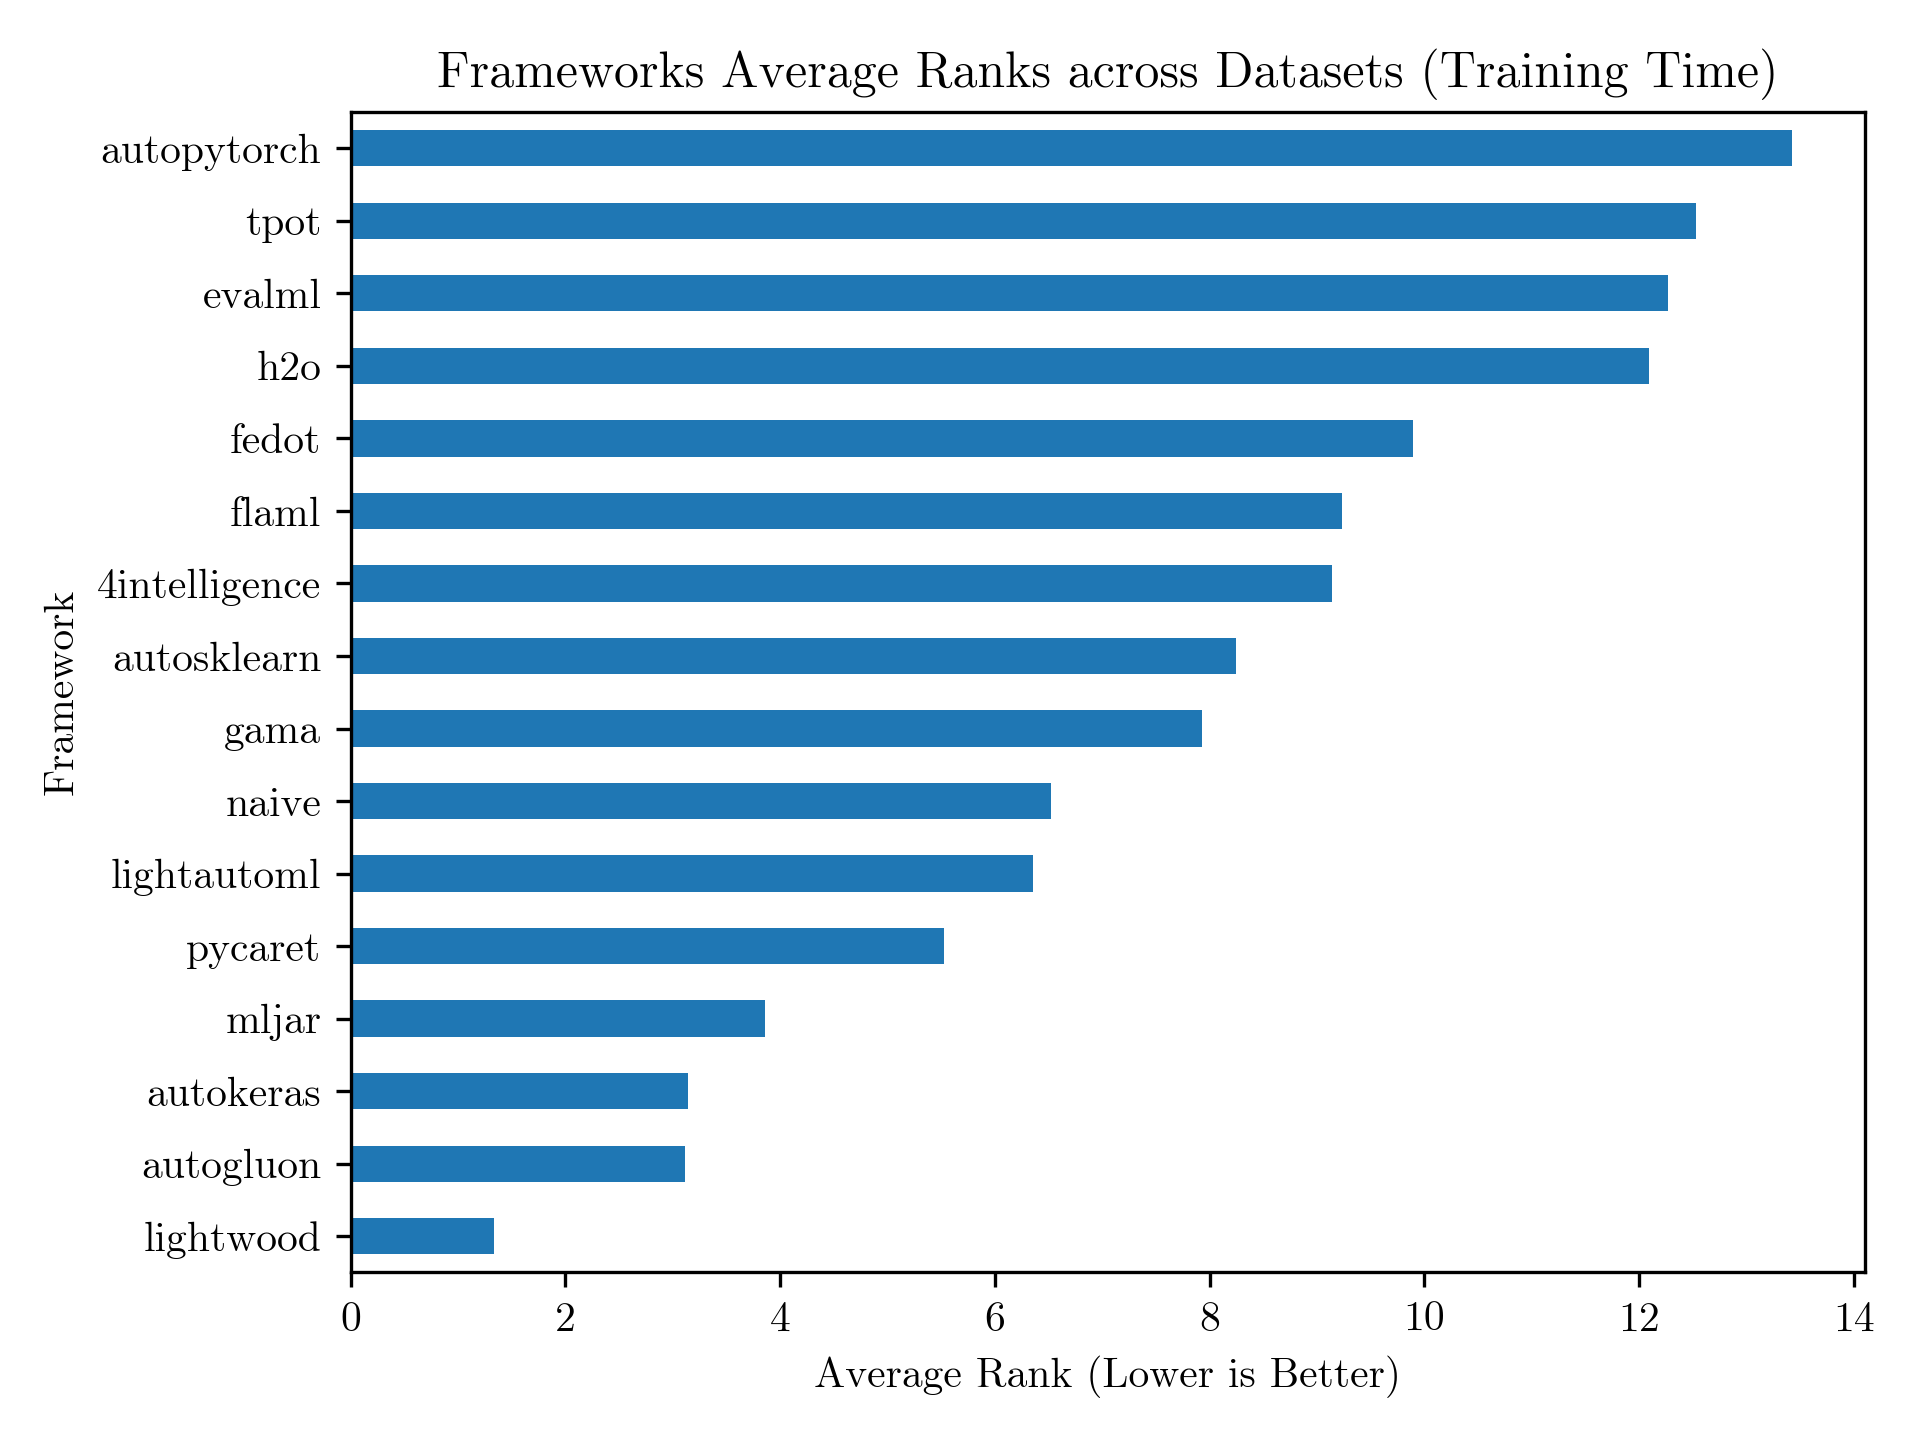 Frameworks Average Ranks across Datasets (Training Time)
autopytorch
tpot
evalml
h2o
fedot
flaml
4intelligence
autosklearn
gama
naive
lightautoml
pycaret
mljar
autokeras
autogluon
lightwood
Framework
0 2 4 6 8 10 12 14
Average Rank (Lower is Better)